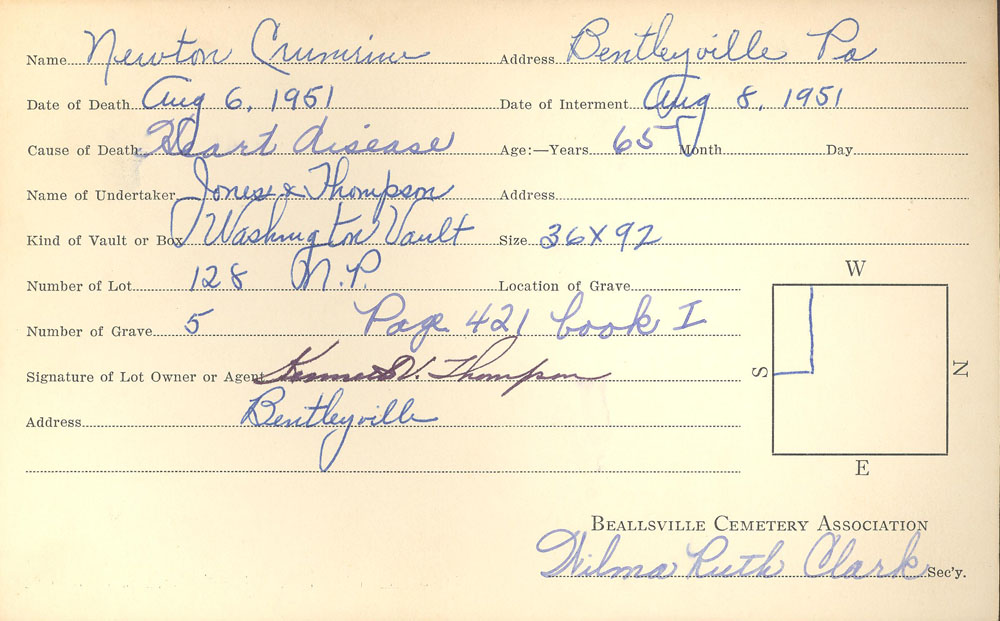 Name Newton Crumrine Address Bentleyville Pa
Date of Death Aug 6, 1951 Date of Interment Aug 8, 1951
Cause of Death Heart disease Age:—Years 65 Month Day
Name of Undertaker Jones & Thompson Address
Kind of Vault or Box Washington Vault Size 36X92
Number of Lot 128 N.P. Location of Grave
W
Number of Grave 5 Page 421 book I
Signature of Lot Owner or Agent Kenneth V. Thompson
S N
Address Bentleyville
E
BEALLSVILLE CEMETERY ASSOCIATION
Wilma Ruth Clark Sec'y.